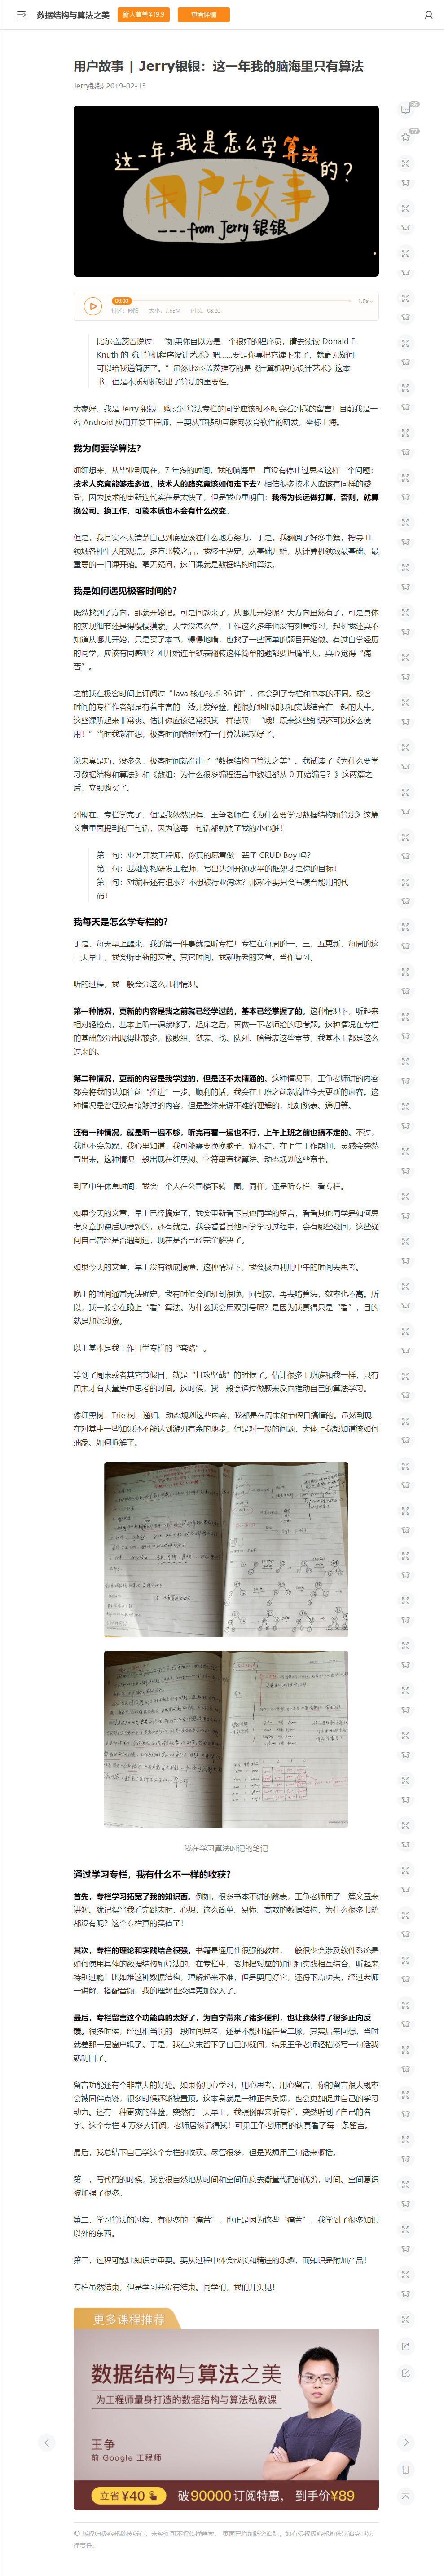 数据结构与算法之美
新人首单¥19.9
查看详情
用户故事 | Jerry银银：这一年我的脑海里只有算法
Jerry银银 2019-02-13
36
77
这一年,我是怎么学算法的?
用户故事
---from Jerry银银
00:00
1.0x
讲述：修阳
大小：7.65M
时长：08:20
比尔·盖茨曾说过：“如果你自以为是一个很好的程序员，请去读读 Donald E.
Knuth 的《计算机程序设计艺术》吧……要是你真把它读下来了，就毫无疑问
可以给我递简历了。”虽然比尔·盖茨推荐的是《计算机程序设计艺术》这本
书，但是本质却折射出了算法的重要性。
大家好，我是 Jerry 银银，购买过算法专栏的同学应该时不时会看到我的留言！目前我是一
名 Android 应用开发工程师，主要从事移动互联网教育软件的研发，坐标上海。
我为何要学算法？
细细想来，从毕业到现在，7 年多的时间，我的脑海里一直没有停止过思考这样一个问题：
技术人究竟能够走多远，技术人的路究竟该如何走下去？相信很多技术人应该有同样的感
受，因为技术的更新迭代实在是太快了，但是我心里明白：我得为长远做打算，否则，就算
换公司、换工作，可能本质也不会有什么改变。
但是，我其实不太清楚自己到底应该往什么地方努力。于是，我翻阅了好多书籍，搜寻 IT
领域各种牛人的观点。多方比较之后，我终于决定，从基础开始，从计算机领域最基础、最
重要的一门课开始。毫无疑问，这门课就是数据结构和算法。
我是如何遇见极客时间的？
既然找到了方向，那就开始吧。可是问题来了，从哪儿开始呢？大方向虽然有了，可是具体
的实现细节还是得慢慢摸索。大学没怎么学，工作这么多年也没有刻意练习，起初我还真不
知道从哪儿开始，只是买了本书，慢慢地啃，也找了一些简单的题目开始做。有过自学经历
的同学，应该有同感吧？刚开始连单链表翻转这样简单的题都要折腾半天，真心觉得“痛
苦”。
之前我在极客时间上订阅过“Java 核心技术 36 讲”，体会到了专栏和书本的不同。极客
时间的专栏作者都是有着丰富的一线开发经验，能很好地把知识和实战结合在一起的大牛。
这些课听起来非常爽。估计你应该经常跟我一样感叹：“哦！原来这些知识还可以这么使
用！”当时我就在想，极客时间啥时候有一门算法课就好了。
说来真是巧，没多久，极客时间就推出了“数据结构与算法之美”。我试读了《为什么要学
习数据结构和算法》和《数组：为什么很多编程语言中数组都从 0 开始编号？》这两篇之
后，立即购买了。
到现在，专栏学完了，但是我依然记得，王争老师在《为什么要学习数据结构和算法》这篇
文章里面提到的三句话，因为这每一句话都刺痛了我的小心脏！
第一句：业务开发工程师，你真的愿意做一辈子 CRUD Boy 吗？
第二句：基础架构研发工程师，写出达到开源水平的框架才是你的目标！
第三句：对编程还有追求？不想被行业淘汰？那就不要只会写凑合能用的代
码！
我每天是怎么学专栏的？
于是，每天早上醒来，我的第一件事就是听专栏！专栏在每周的一、三、五更新，每周的这
三天早上，我会听更新的文章。其它时间，我就听老的文章，当作复习。
听的过程，我一般会分这么几种情况。
第一种情况，更新的内容是我之前就已经学过的，基本已经掌握了的。这种情况下，听起来
相对轻松点，基本上听一遍就够了。起床之后，再做一下老师给的思考题。这种情况在专栏
的基础部分出现得比较多，像数组、链表、栈、队列、哈希表这些章节，我基本上都是这么
过来的。
第二种情况，更新的内容是我学过的，但是还不太精通的。这种情况下，王争老师讲的内容
都会将我的认知往前“推进”一步。顺利的话，我会在上班之前就搞懂今天更新的内容。这
种情况是曾经没有接触过的内容，但是整体来说不难的理解的，比如跳表、递归等。
还有一种情况，就是听一遍不够，听完再看一遍也不行，上午上班之前也搞不定的。不过，
我也不会急躁。我心里知道，我可能需要换换脑子。说不定，在上午工作期间，灵感会突然
冒出来。这种情况一般出现在红黑树、字符串查找算法、动态规划这些章节。
到了中午休息时间，我会一个人在公司楼下转一圈，同样，还是听专栏、看专栏。
如果今天的文章，早上已经搞定了，我会重新看下其他同学的留言，看看其他同学是如何思
考文章的课后思考题的，还有就是，我会看看其他同学学习过程中，会有哪些疑问，这些疑
问自己曾经是否遇到过，现在是否已经完全解决了。
如果今天的文章，早上没有彻底搞懂，这种情况下，我会极力利用中午的时间去思考。
晚上的时间通常无法确定，我有时候会加班到很晚，回到家，再去啃算法，效率也不高。所
以，我一般会在晚上“看”算法。为什么我会用双引号呢？是因为我真得只是“看”，目的
就是加深印象。
以上基本是我工作日学专栏的“套路”。
等到了周末或者其它节假日，就是“打攻坚战”的时候了。估计很多上班族和我一样，只有
周末才有大量集中思考的时间。这时候，我一般会通过做题来反向推动自己的算法学习。
像红黑树、Trie 树、递归、动态规划这些内容，我都是在周末和节假日搞懂的。虽然到现
在对其中一些知识还不能达到游刃有余的地步，但是对一般的问题，大体上我都知道该如何
抽象、如何拆解了。
我在学习算法时记的笔记
通过学习专栏，我有什么不一样的收获？
首先，专栏学习拓宽了我的知识面。例如，很多书本不讲的跳表，王争老师用了一篇文章来
讲解。犹记得当我看完跳表时，心想，这么简单、易懂、高效的数据结构，为什么很多书籍
都没有呢？这个专栏真的买值了！
其次，专栏的理论和实践结合很强。书籍是通用性很强的教材，一般很少会涉及软件系统是
如何使用具体的数据结构和算法的。在专栏中，老师把对应的知识和实践相互结合，听起来
特别过瘾！比如堆这种数据结构，理解起来不难，但是要用好它，还得下点功夫，经过老师
一讲解，搭配音频，我的理解也变得更加深入了。
最后，专栏留言这个功能真的太好了，为自学带来了诸多便利，也让我获得了很多正向反
馈。很多时候，经过相当长的一段时间思考，还是不能打通任督二脉，其实后来回想，当时
就差那一层窗户纸了。于是，我在文末留下了自己的疑问，结果王争老师轻描淡写一句话我
就明白了。
留言功能还有个非常大的好处。如果你用心学习，用心思考，用心留言，你的留言很大概率
会被同伴点赞，很多时候还能被置顶。这本身就是一种正向反馈，也会更加促进自己的学习
动力。还有一种更爽的体验，突然有一天早上，我照例醒来听专栏，突然听到了自己的名
字。这个专栏 4 万多人订阅，老师居然记得我！可见王争老师真的认真看了每一条留言。
最后，我总结下自己学这个专栏的收获。尽管很多，但是我想用三句话来概括。
第一，写代码的时候，我会很自然地从时间和空间角度去衡量代码的优劣，时间、空间意识
被加强了很多。
第二，学习算法的过程，有很多的“痛苦”，也正是因为这些“痛苦”，我学到了很多知识
以外的东西。
第三，过程可能比知识更重要。要从过程中体会成长和精进的乐趣，而知识是附加产品！
专栏虽然结束，但是学习并没有结束。同学们，我们开头见！
更多课程推荐
数据结构与算法之美
为工程师量身打造的数据结构与算法私教课
王争
前 Google 工程师
立省¥40
破90000订阅特惠，到手价¥89
© 版权归极客邦科技所有，未经许可不得传播售卖。 页面已增加防盗追踪，如有侵权极客邦将依法追究其法
律责任。